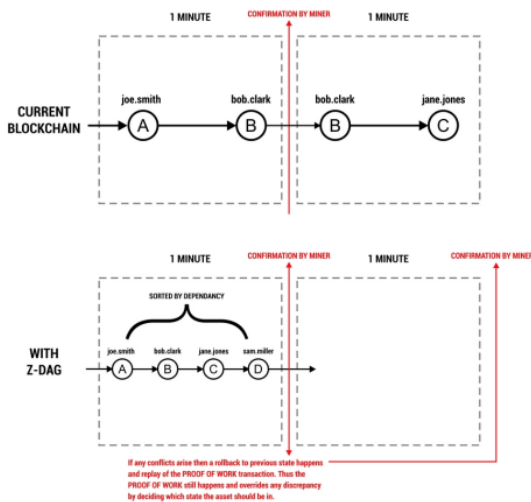 1 MINUTE
CONFIRMATION BY MINER
1 MINUTE
joe.smith
bob.clark
bob.clark
jane.jones
CURRENT
BLOCKCHAIN
A
B
B
C
1 MINUTE
CONFIRMATION BY MINER
1 MINUTE
CONFIRMATION BY MINER
SORTED BY DEPENDANCY
joe.smith
bob.clark
jane.jones
sam.miller
WITH
Z-DAG
A
B
C
D
If any conflicts arise then a rollback to previous state happens
and replay of the PROOF OF WORK transaction. Thus the
PROOF OF WORK still happens and overrides any discrepancy
by deciding which state the asset should be in.